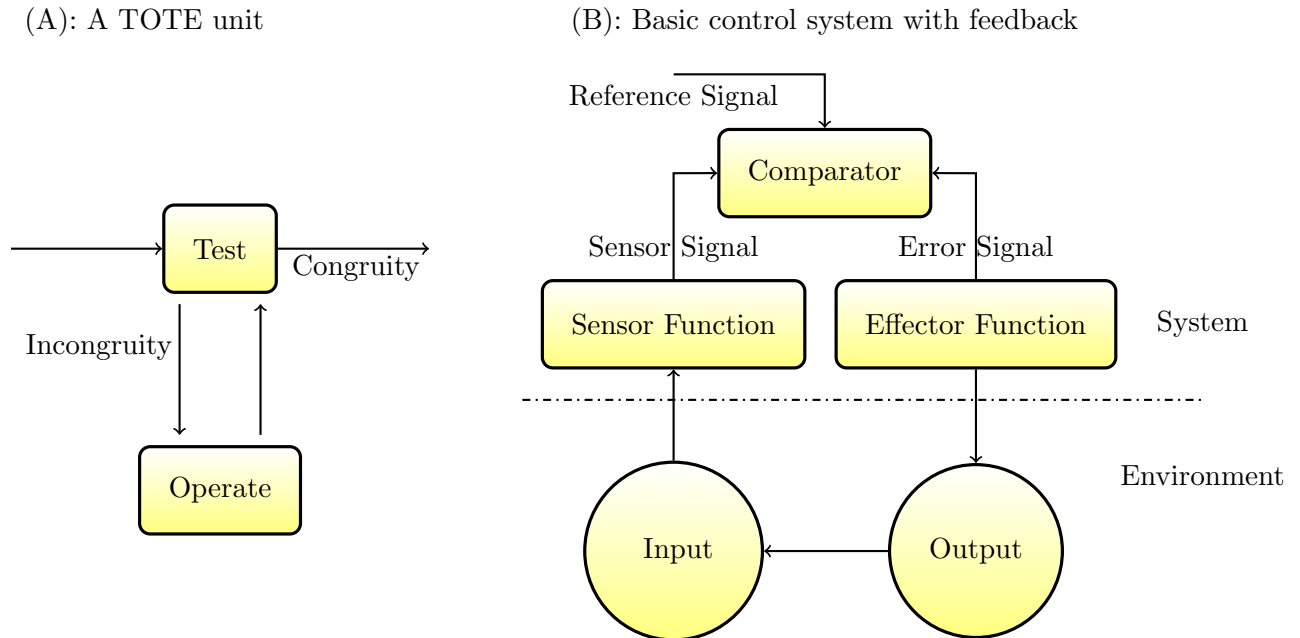 (A): A TOTE unit
(B): Basic control system with feedback
Reference Signal
Comparator
Test
Congruity
Sensor Signal
Error Signal
Incongruity
Sensor Function
Effector Function
System
Operate
Environment
Input
Output